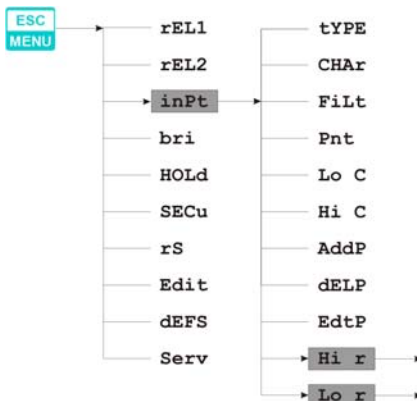 ESC
MENU
rEL1
rEL2
inPt
bri
HOLd
SECu
rS
Edit
dEFS
Serv
tYPE
CHAr
FiLt
Pnt
Lo C
Hi C
AddP
dELP
EdtP
Hi r
Lo r